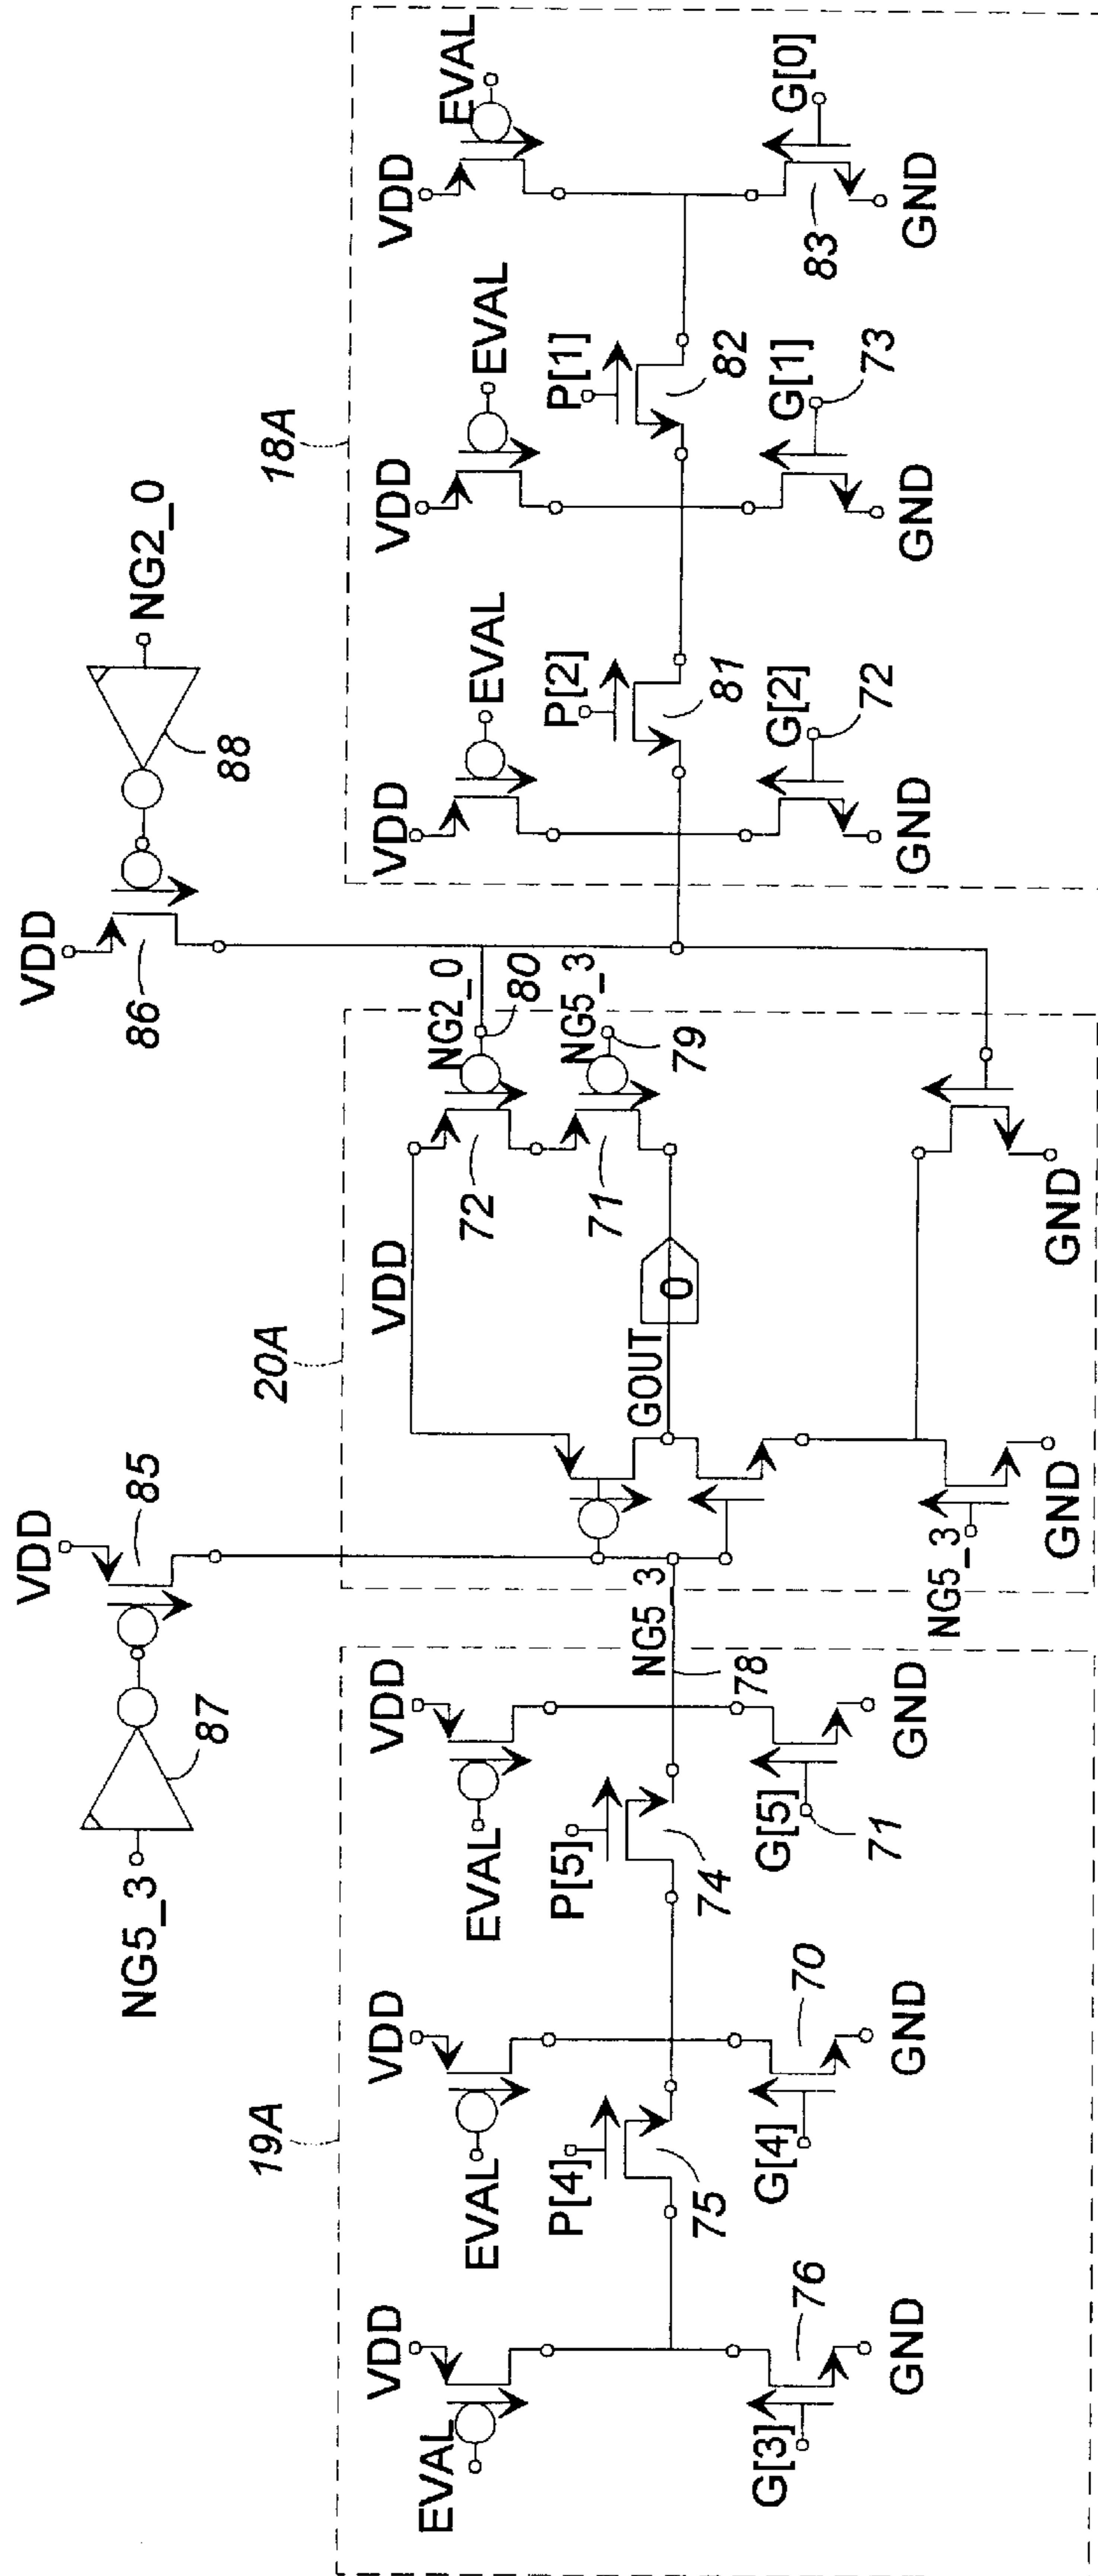 NG5_3
87
VDD
85
VDD
86
88
NG2_0
19A
20A
18A
EVAL
VDD
EVAL
VDD
EVAL
VDD
VDD
72
NG2_0
80
71
NG5_3
79
VDD
EVAL
VDD
EVAL
VDD
EVAL
P[4]
75
P[5]
74
NG5_3
78
GOUT
0
P[2]
81
P[1]
82
G[3]
76
GND
G[4]
70
GND
G[5]
71
GND
NG5_3
GND
GND
G[2]
72
GND
G[1]
73
GND
G[0]
83
GND